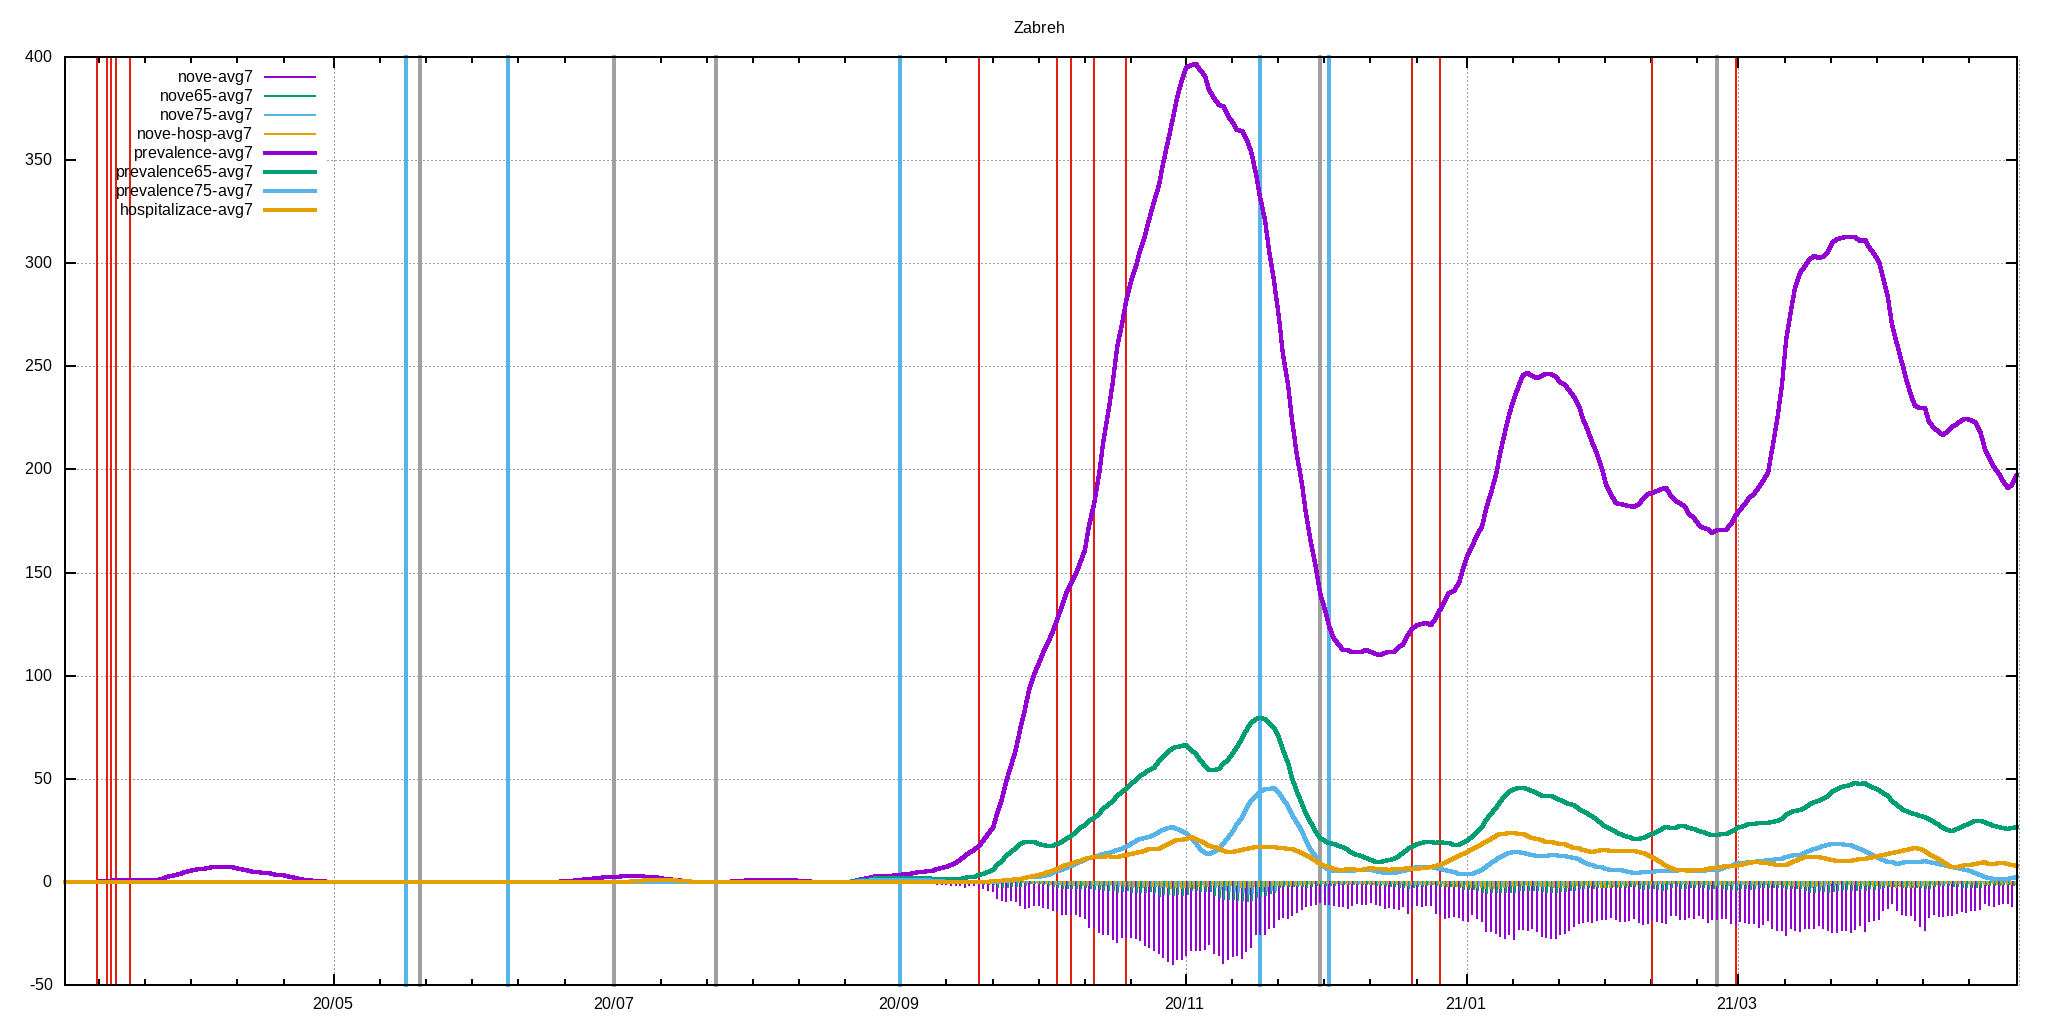 Zabreh
400
350
300
250
200
150
100
50
0
-50
nove-avg7
nove65-avg7
nove75-avg7
nove-hosp-avg7
prevalence-avg7
prevalence65-avg7
prevalence75-avg7
hospitalizace-avg7
20/05
20/07
20/09
20/11
21/01
21/03